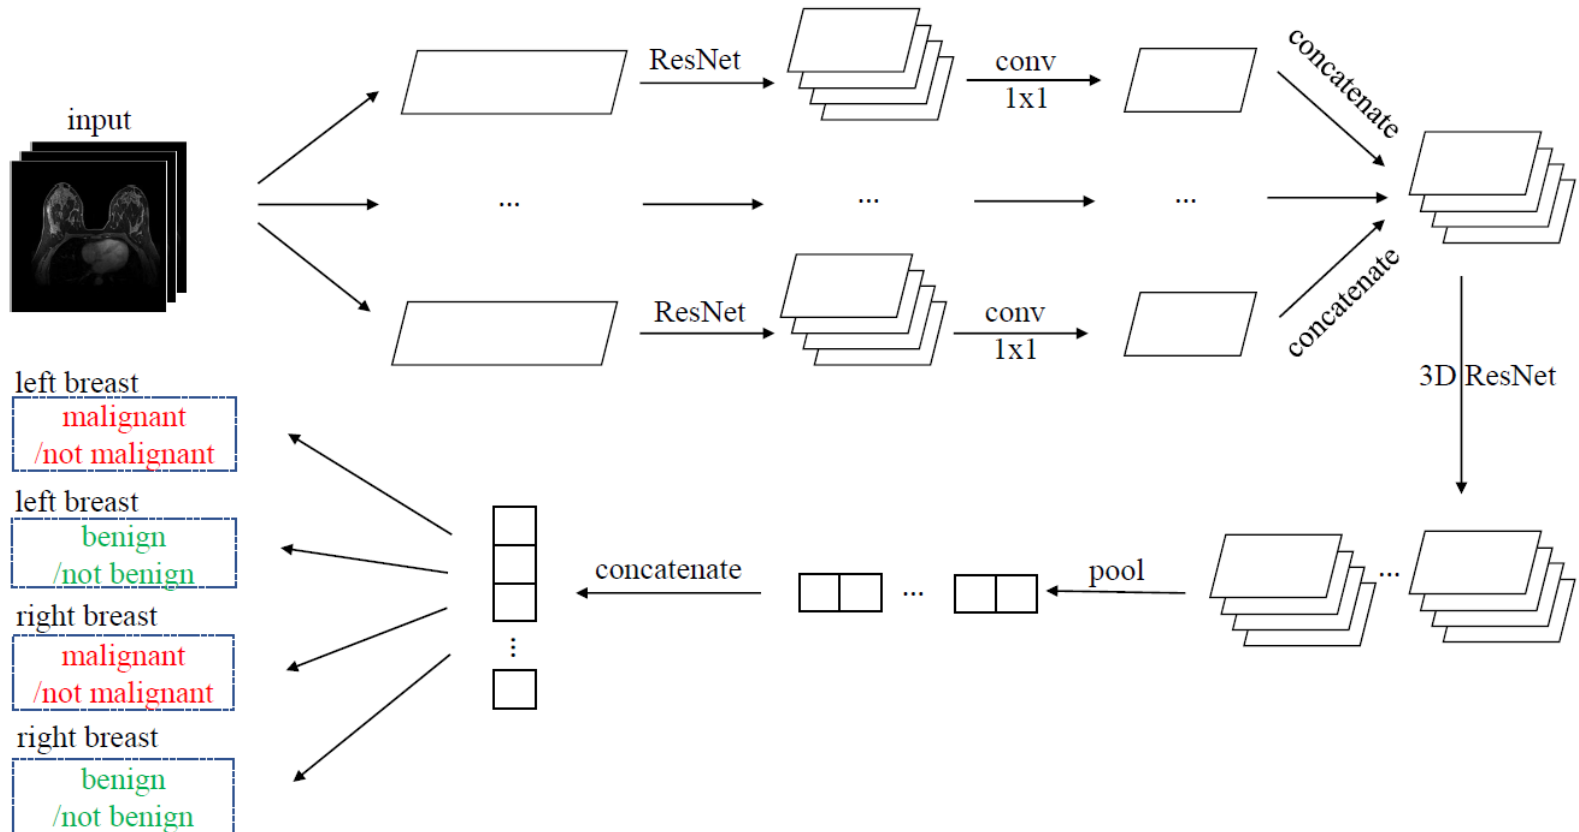 input
ResNet
conv
1x1
concatenate
...
...
...
ResNet
conv
1x1
concatenate
3D ResNet
...
pool
...
concatenate
...
left breast
malignant
/not malignant
left breast
benign
/not benign
right breast
malignant
/not malignant
right breast
benign
/not benign